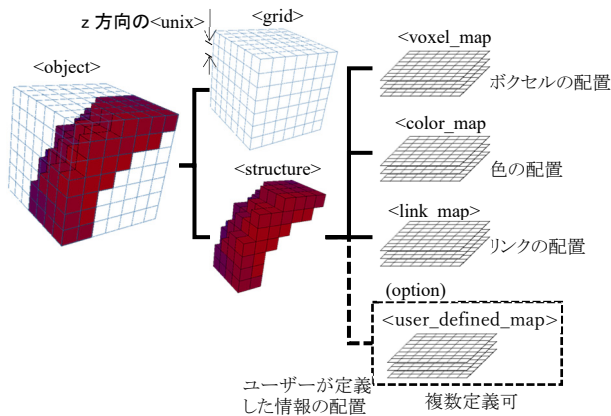 z 方向の<unix>
<grid>
<object>
<structure>
<voxel_map
ボクセルの配置
<color_map
色の配置
<link_map>
リンクの配置
(option)
<user_defined_map>
ユーザーが定義
した情報の配置
複数定義可